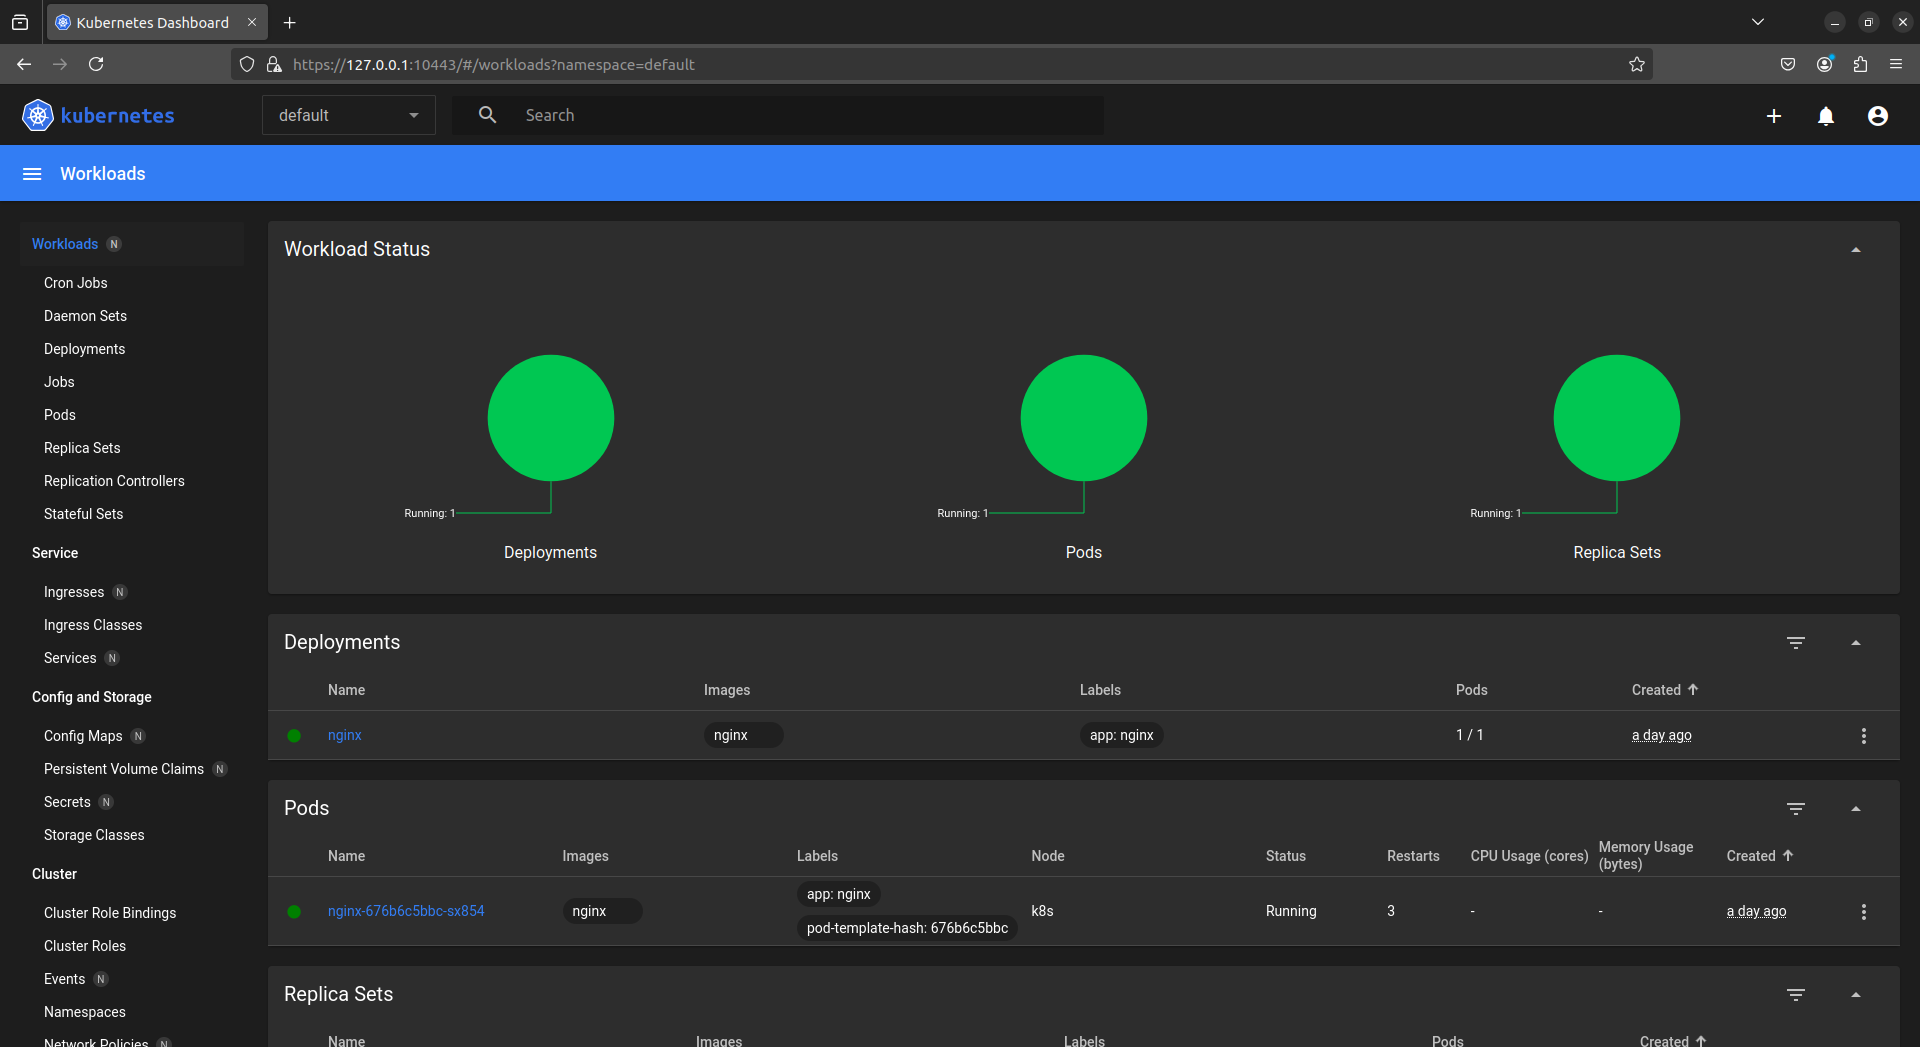 Kubernetes Dashboard
https://127.0.0.1:10443/#/workloads?namespace=default
kubernetes
default
Search
Workloads
Workloads N
Cron Jobs
Daemon Sets
Deployments
Jobs
Pods
Replica Sets
Replication Controllers
Stateful Sets
Service
Ingresses N
Ingress Classes
Services N
Config and Storage
Config Maps N
Persistent Volume Claims N
Secrets N
Storage Classes
Cluster
Cluster Role Bindings
Cluster Roles
Events N
Namespaces
Network Policies N
Workload Status
Running: 1
Deployments
Running: 1
Pods
Running: 1
Replica Sets
Deployments
Name Images Labels Pods Created
nginx nginx app: nginx 1 / 1 a day ago
Pods
Name Images Labels Node Status Restarts CPU Usage (cores) Memory Usage (bytes) Created
nginx-676b6c5bbc-sx854 nginx app: nginx pod-template-hash: 676b6c5bbc k8s Running 3 - - a day ago
Replica Sets
Name Images Labels Pods Created